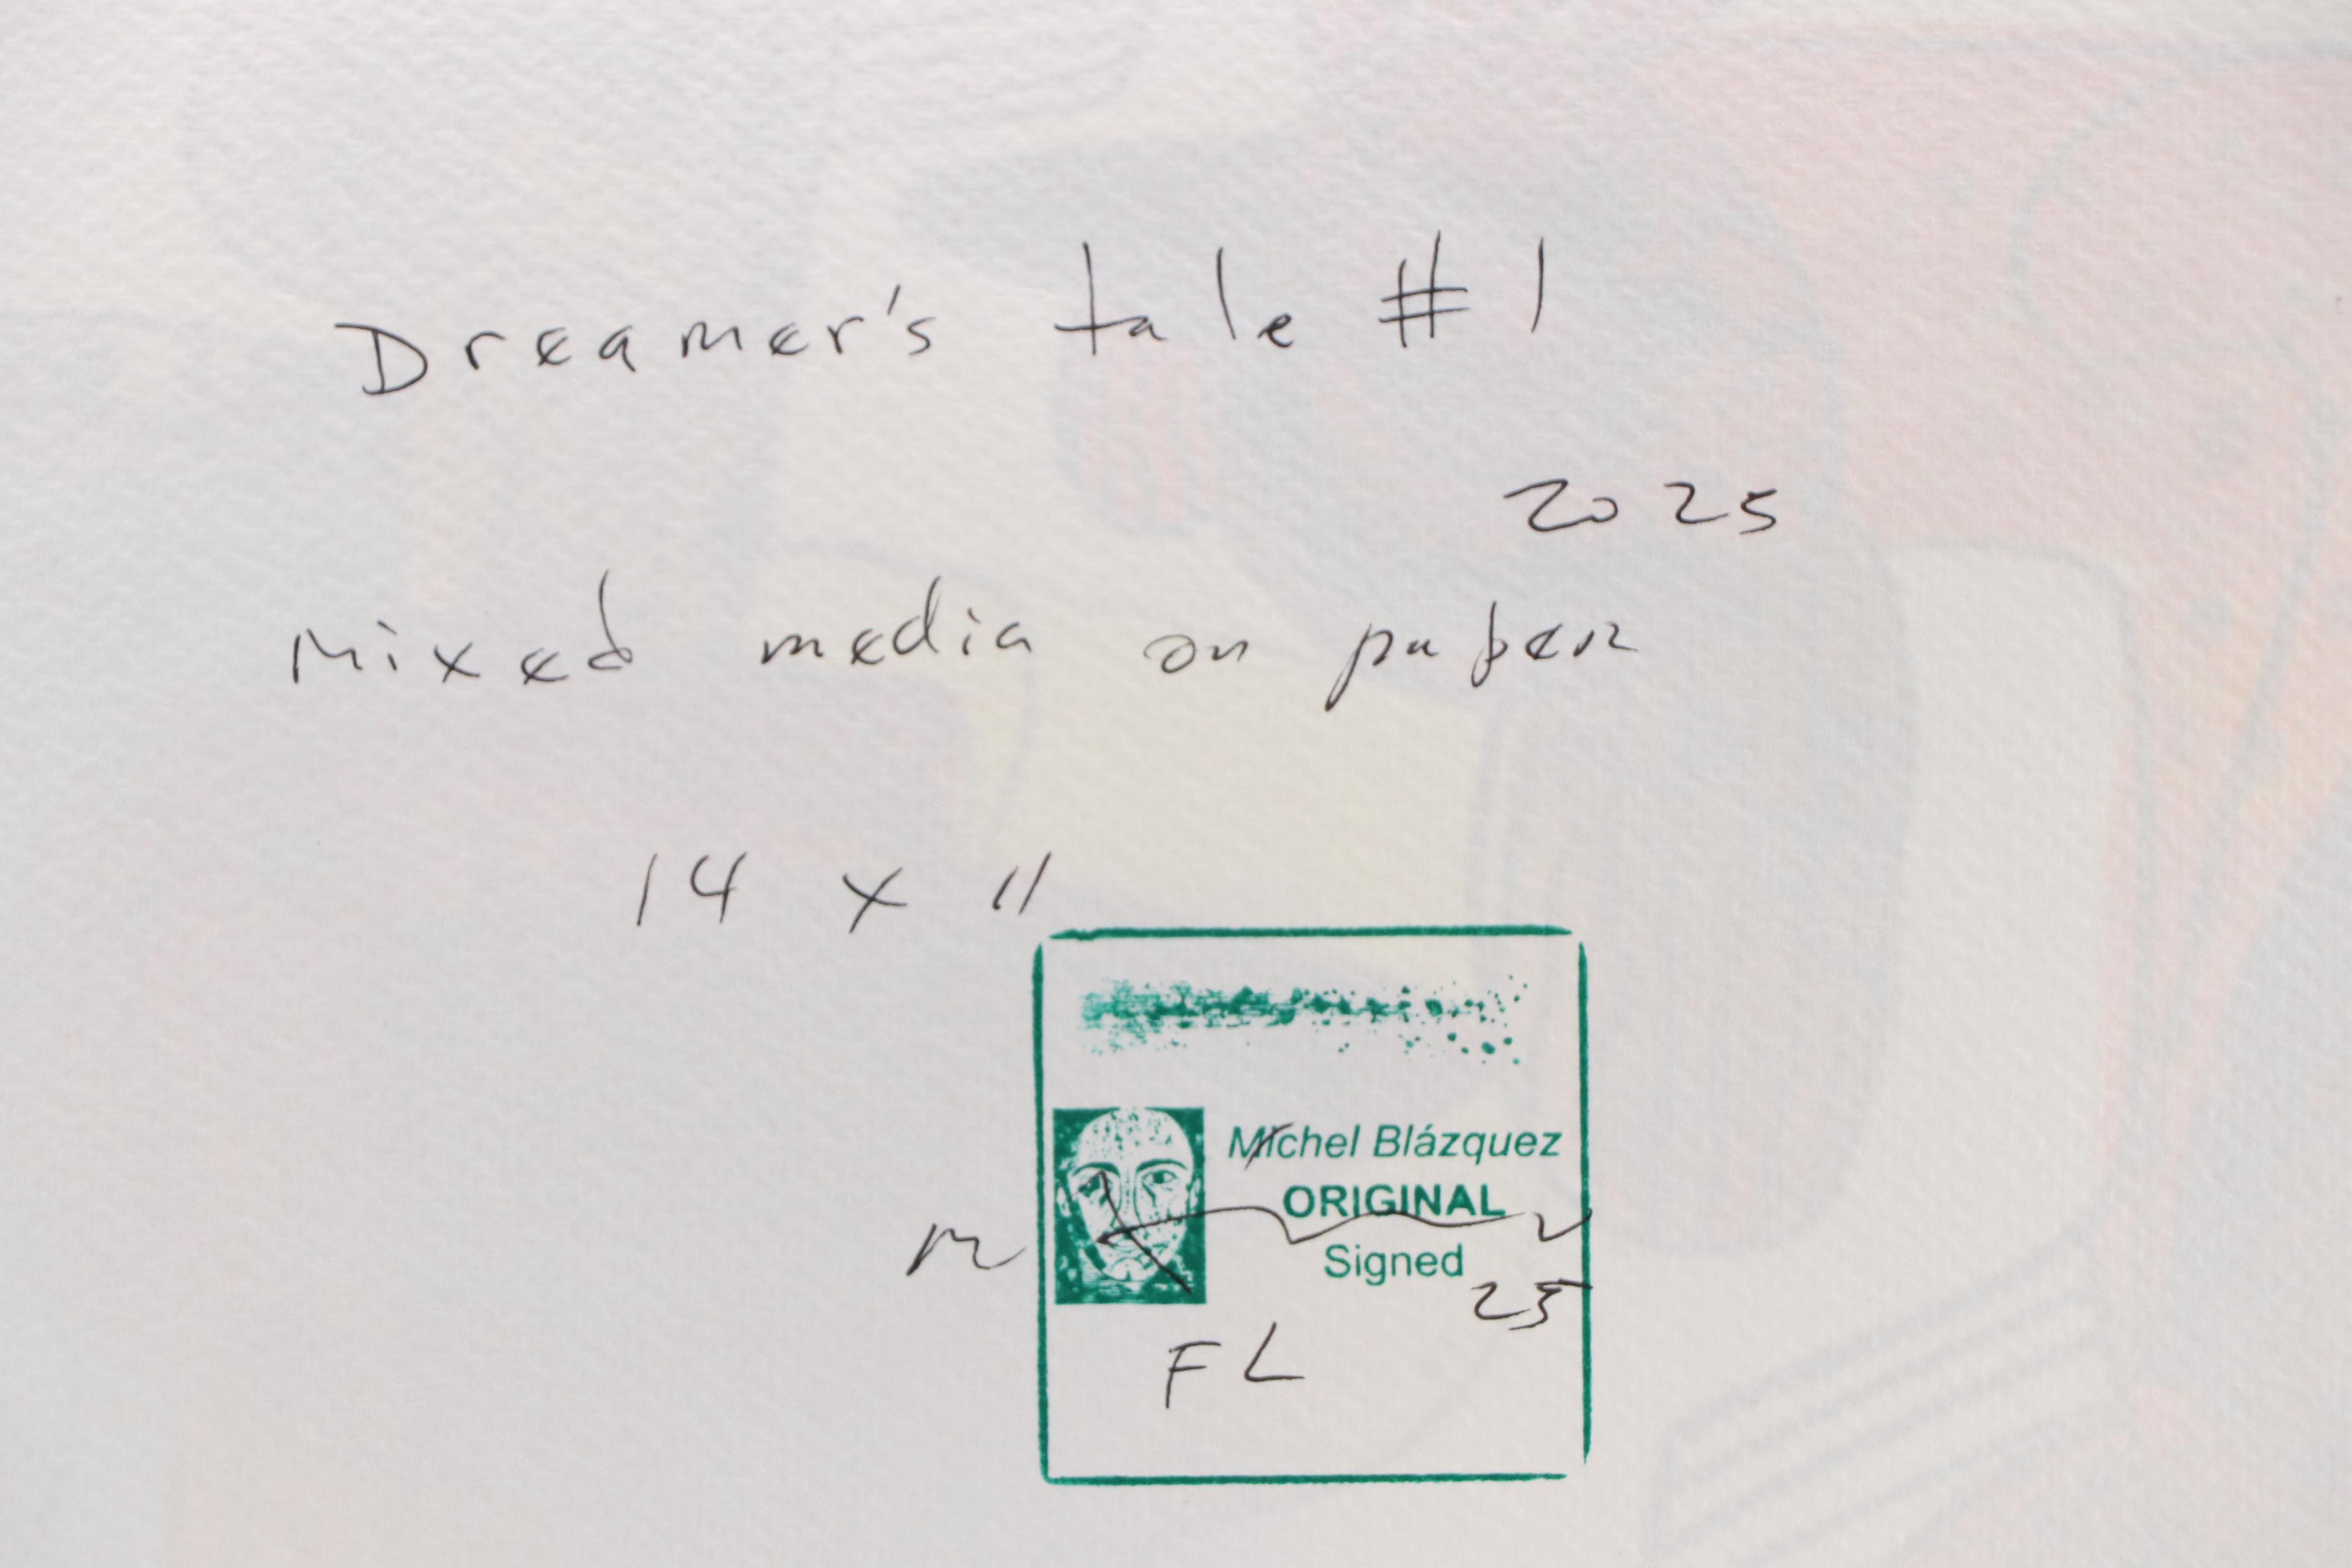 Dreamer's tale #1
2025
Mixed media on paper
14 x 11
Michel Blázquez
ORIGINAL
Signed
25
FL